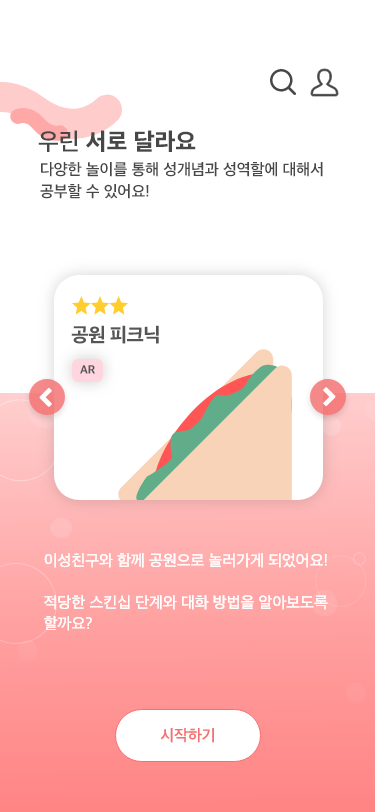 우린 서로 달라요
다양한 놀이를 통해 성개념과 성역할에 대해서
공부할 수 있어요!
공원 피크닉
AR
이성친구와 함께 공원으로 놀러가게 되었어요!
적당한 스킨십 단계와 대화 방법을 알아보도록
할까요?
시작하기